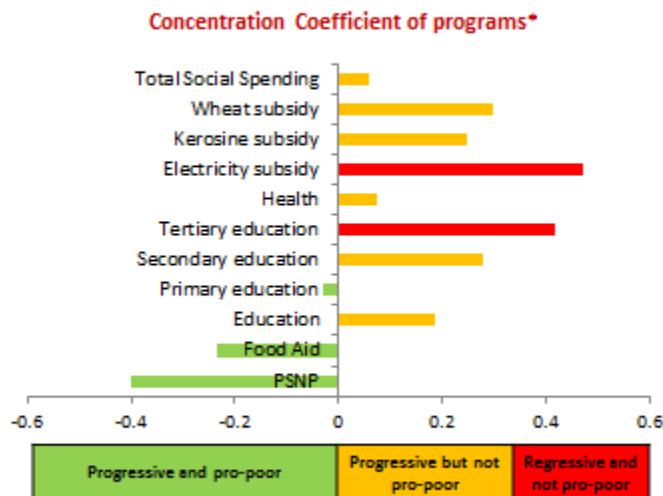 Concentration Coefficient of programs*
Total Social Spending
Wheat subsidy
Kerosine subsidy
Electricity subsidy
Health
Tertiary education
Secondary education
Primary education
Education
Food Aid
PSNP
-0.6 -0.4 -0.2 0 0.2 0.4 0.6
Progressive and pro-poor
Progressive but not
pro-poor
Regressive and
not pro-poor